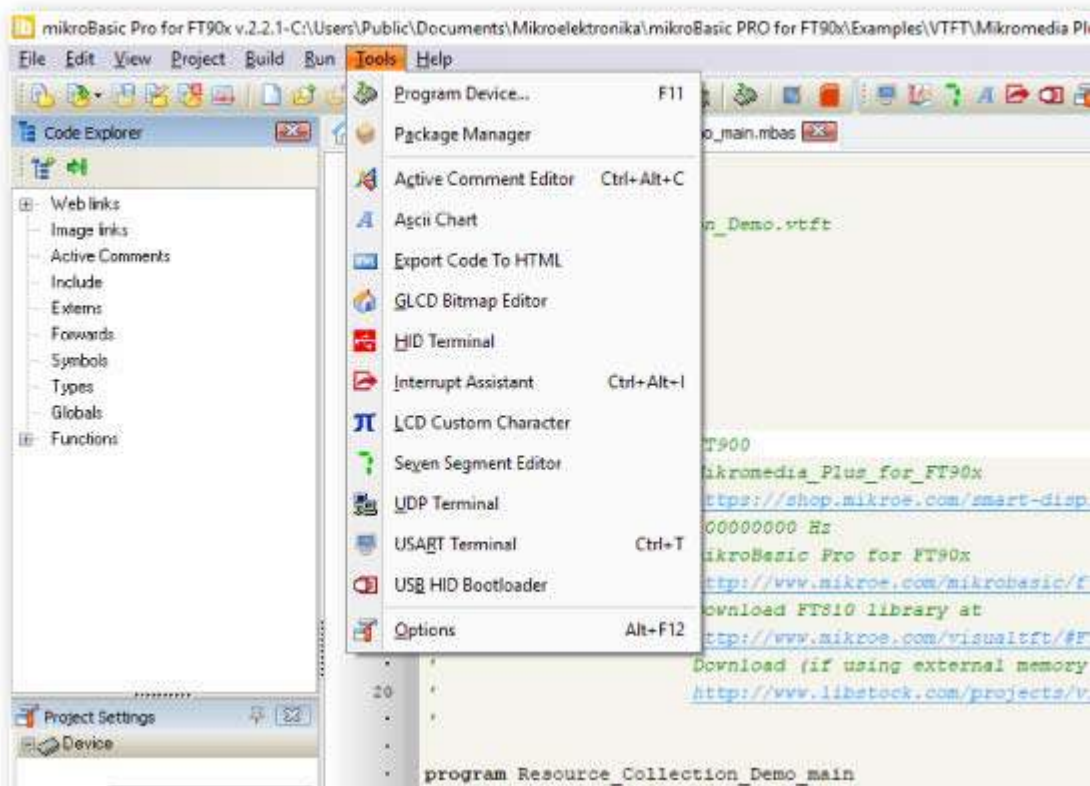 mikroBasic Pro for FT90x v.2.2.1-C:\Users\Public\Documents\Mikroelektronika\mikroBasic PRO for FT90x\Examples\VTFT\Mikromedia
File Edit View Project Build Run Tools Help
Code Explorer
o_main.mbas
Web links
Image links
Active Comments
Include
Externs
Forwards
Symbols
Types
Globals
Functions
Program Device... F11
Package Manager
Active Comment Editor Ctrl+Alt+C
Ascii Chart
Export Code To HTML
GLCD Bitmap Editor
HID Terminal
Interrupt Assistant Ctrl+Alt+I
LCD Custom Character
Seven Segment Editor
UDP Terminal
USART Terminal Ctrl+T
USB HID Bootloader
Options Alt+F12
n_Demo.vtft
FT900
ikromedia_Plus_for_FT90x
ttps://shop.mikroe.com/smart-disp
00000000 Hz
ikroBasic Pro for FT90x
ttp://www.mikroe.com/mikrobasic/f
ownload FT810 library at
ttp://www.mikroe.com/visualtft/#F
' Download (if using external memory
20 ' http://www.libstock.com/projects/v
'
program Resource_Collection_Demo_main
Project Settings
Device